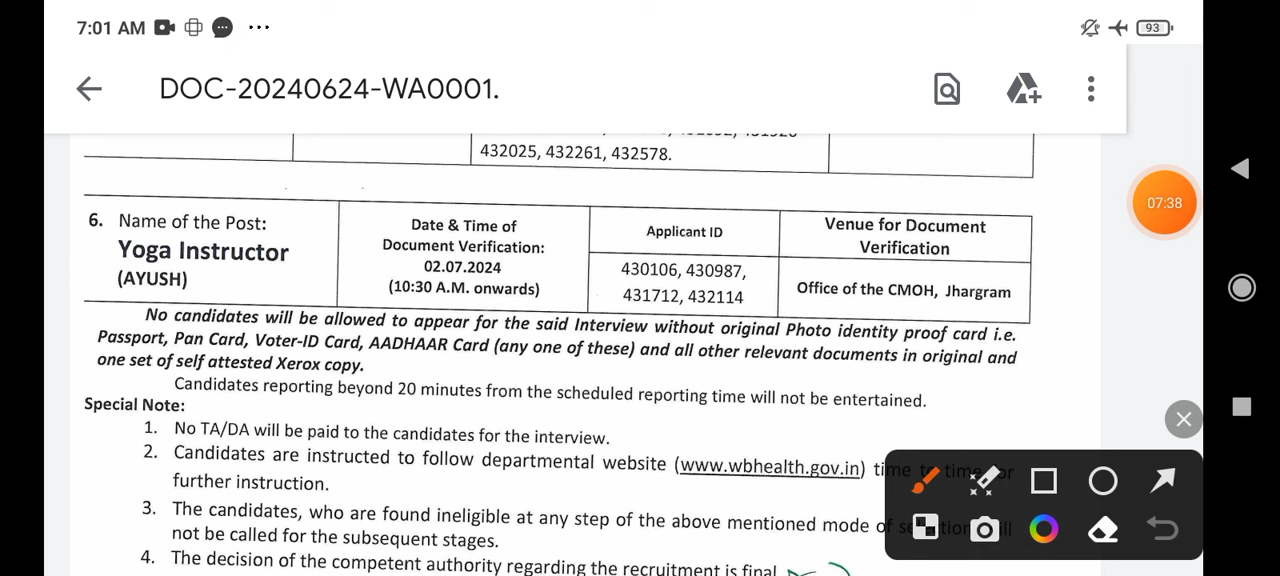 7:01 AM ...
93
DOC-20240624-WA0001.
432025, 432261, 432578.
6. Name of the Post:
Yoga Instructor
(AYUSH)
Date & Time of
Document Verification:
02.07.2024
(10:30 A.M. onwards)
Applicant ID
430106, 430987,
431712, 432114
Venue for Document
Verification
Office of the CMOH, Jhargram
07:38
No candidates will be allowed to appear for the said Interview without original Photo identity proof card i.e.
Passport, Pan Card, Voter-ID Card, AADHAAR Card (any one of these) and all other relevant documents in original and
one set of self attested Xerox copy.
Candidates reporting beyond 20 minutes from the scheduled reporting time will not be entertained.
Special Note:
1. No TA/DA will be paid to the candidates for the interview.
2. Candidates are instructed to follow departmental website (www.wbhealth.gov.in) time to time for
further instruction.
3. The candidates, who are found ineligible at any step of the above mentioned mode of
not be called for the subsequent stages.
4. The decision of the competent authority regarding the recruitment is final